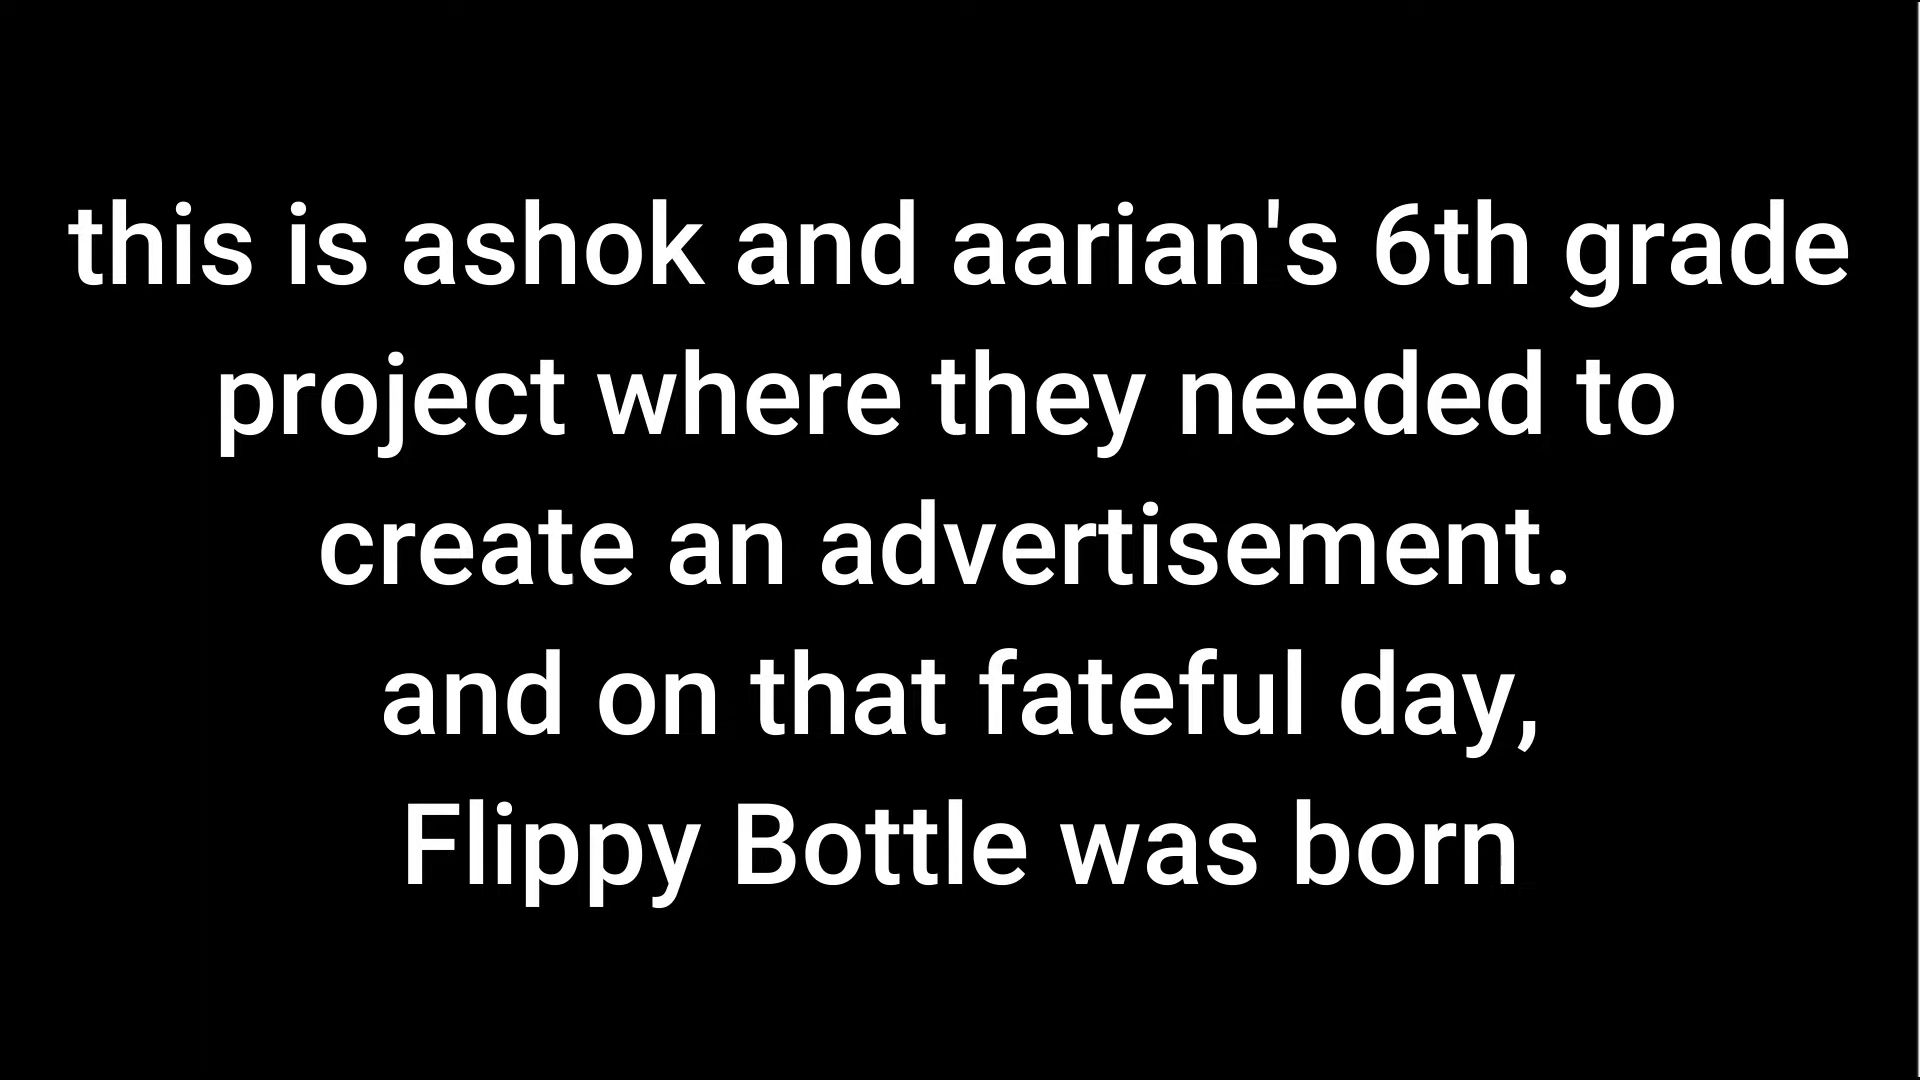 this is ashok and aarian's 6th grade
project where they needed to
create an advertisement.
and on that fateful day,
Flippy Bottle was born